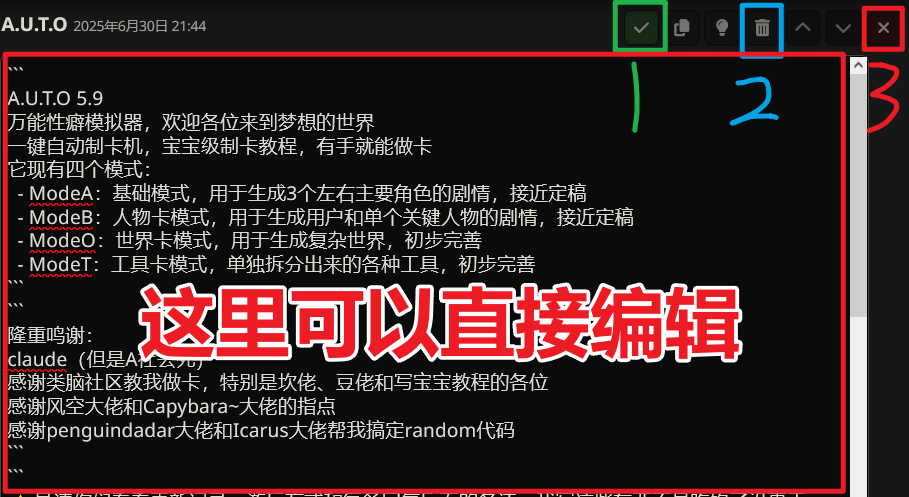 A.U.T.O 2025年6月30日 21:44
1
2
3
```
A.U.T.O 5.9
万能性癖模拟器，欢迎各位来到梦想的世界
一键自动制卡机，宝宝级制卡教程，有手就能做卡
它现有四个模式：
- ModeA：基础模式，用于生成3个左右主要角色的剧情，接近定稿
- ModeB：人物卡模式，用于生成用户和单个关键人物的剧情，接近定稿
- ModeO：世界卡模式，用于生成复杂世界，初步完善
- ModeT：工具卡模式，单独拆分出来的各种工具，初步完善
```
```
这里可以直接编辑
隆重鸣谢：
claude（但是A社
感谢类脑社区教我做卡，特别是坎佬、豆佬和写宝宝教程的各位
感谢风空大佬和Capybara~大佬的指点
感谢penguindadar大佬和Icarus大佬帮我搞定random代码
```
```